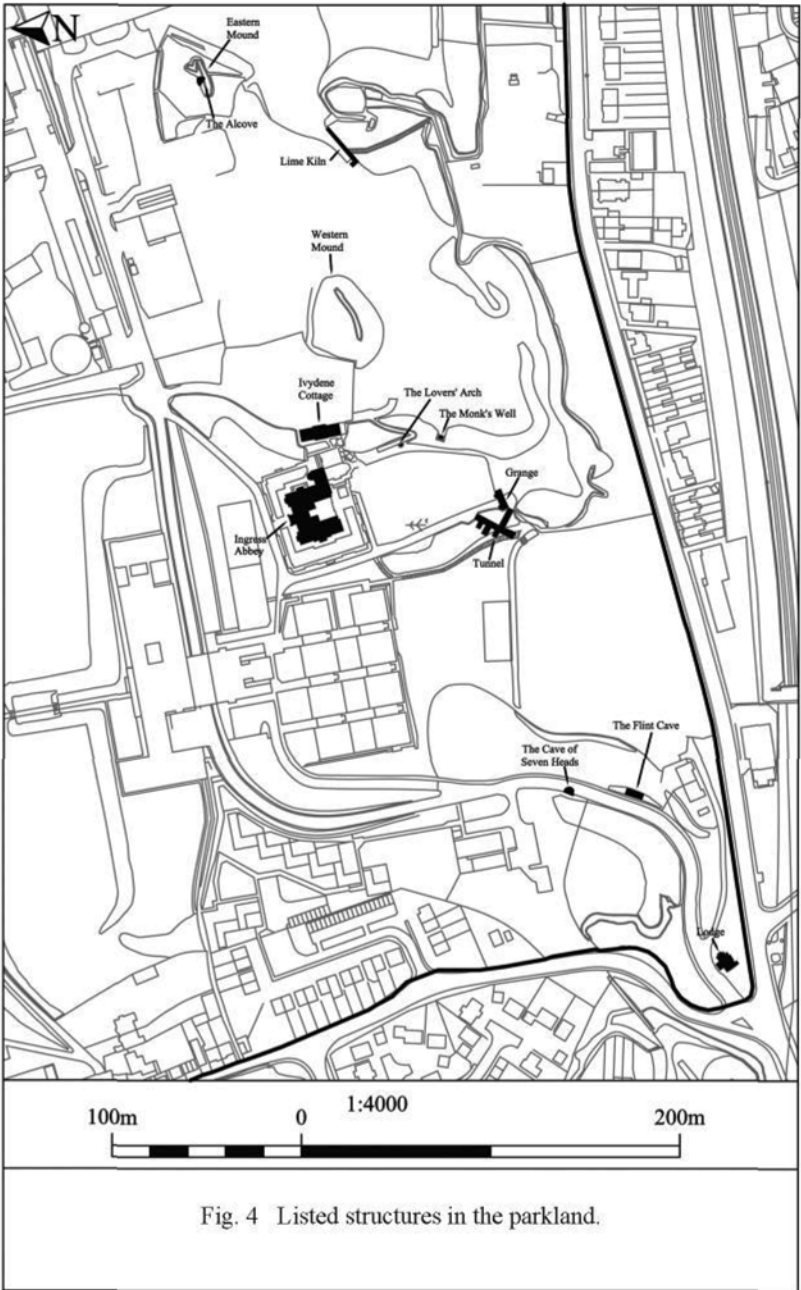 N
Eastern
Mound
The Alcove
Lime Kiln
Western
Mound
Ivydene
Cottage
The Lovers' Arch
The Monk's Well
Grange
Ingress
Abbey
Tunnel
The Flint Cave
The Cave of
Seven Heads
Lodge
1:4000
100m 0 200m
Fig. 4 Listed structures in the parkland.